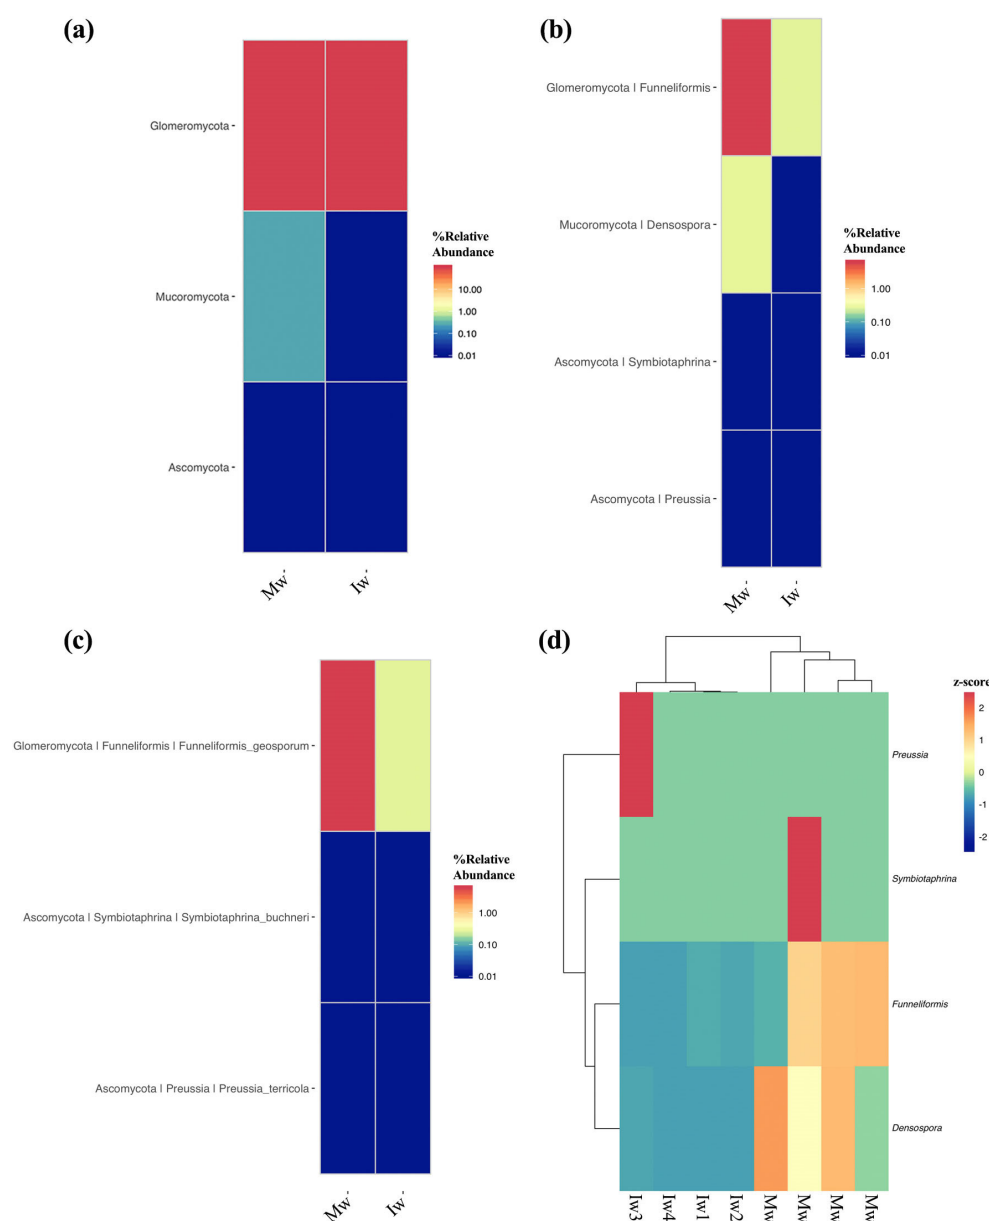 (a)
Glomeromycota
Mucoromycota
Ascomycota
Mw
Iw
%Relative
Abundance
10.00
1.00
0.10
0.01
(b)
Glomeromycota | Funneliformis
Mucoromycota | Densospora
Ascomycota | Symbiotaphrina
Ascomycota | Preussia
Mw
Iw
%Relative
Abundance
1.00
0.10
0.01
(c)
Glomeromycota | Funneliformis | Funneliformis_geosporum
Ascomycota | Symbiotaphrina | Symbiotaphrina_buchneri
Ascomycota | Preussia | Preussia_terricola
Mw
Iw
%Relative
Abundance
1.00
0.10
0.01
(d)
z-score
2
1
0
-1
-2
Preussia
Symbiotaphrina
Funneliformis
Densospora
Iw3
Iw4
Iw1
Iw2
Mw
Mw
Mw
Mw